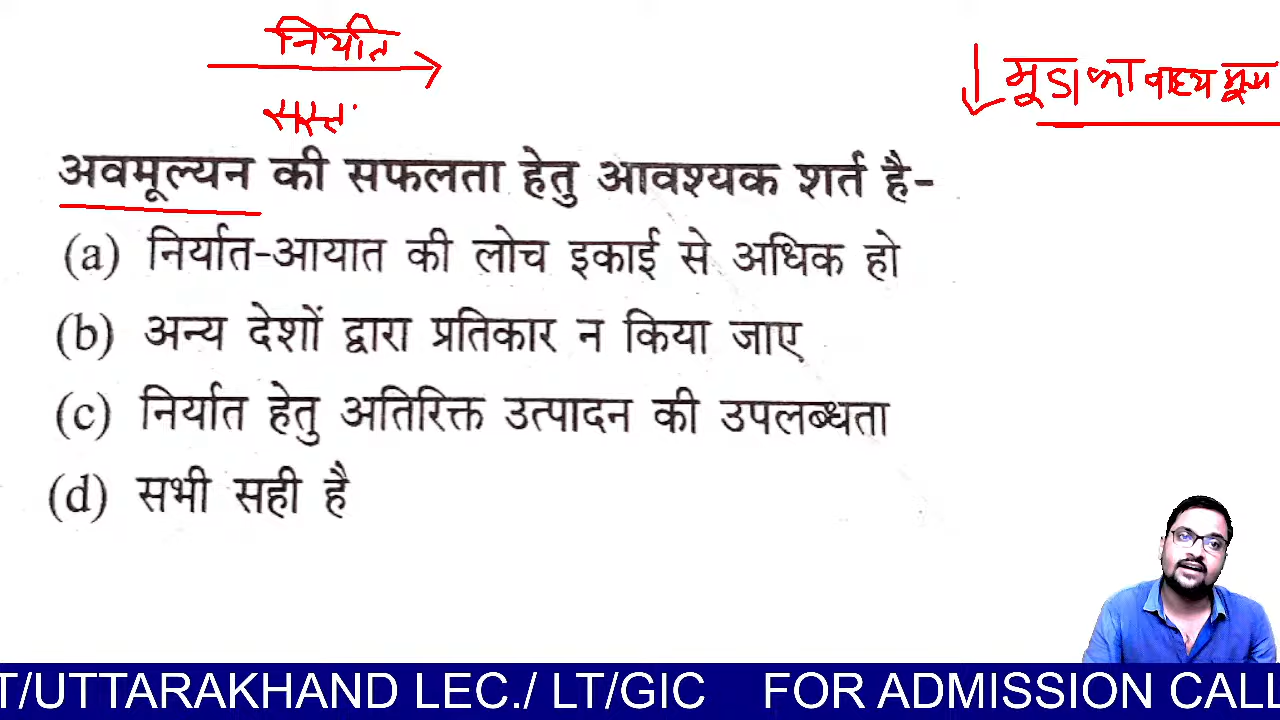 निर्यात
सस्त
मुद्रा का वाह्य मूल्य
अवमूल्यन की सफलता हेतु आवश्यक शर्त है-
(a) निर्यात-आयात की लोच इकाई से अधिक हो
(b) अन्य देशों द्वारा प्रतिकार न किया जाए
(c) निर्यात हेतु अतिरिक्त उत्पादन की उपलब्धता
(d) सभी सही है
T/UTTARAKHAND LEC./ LT/GIC FOR ADMISSION CALL